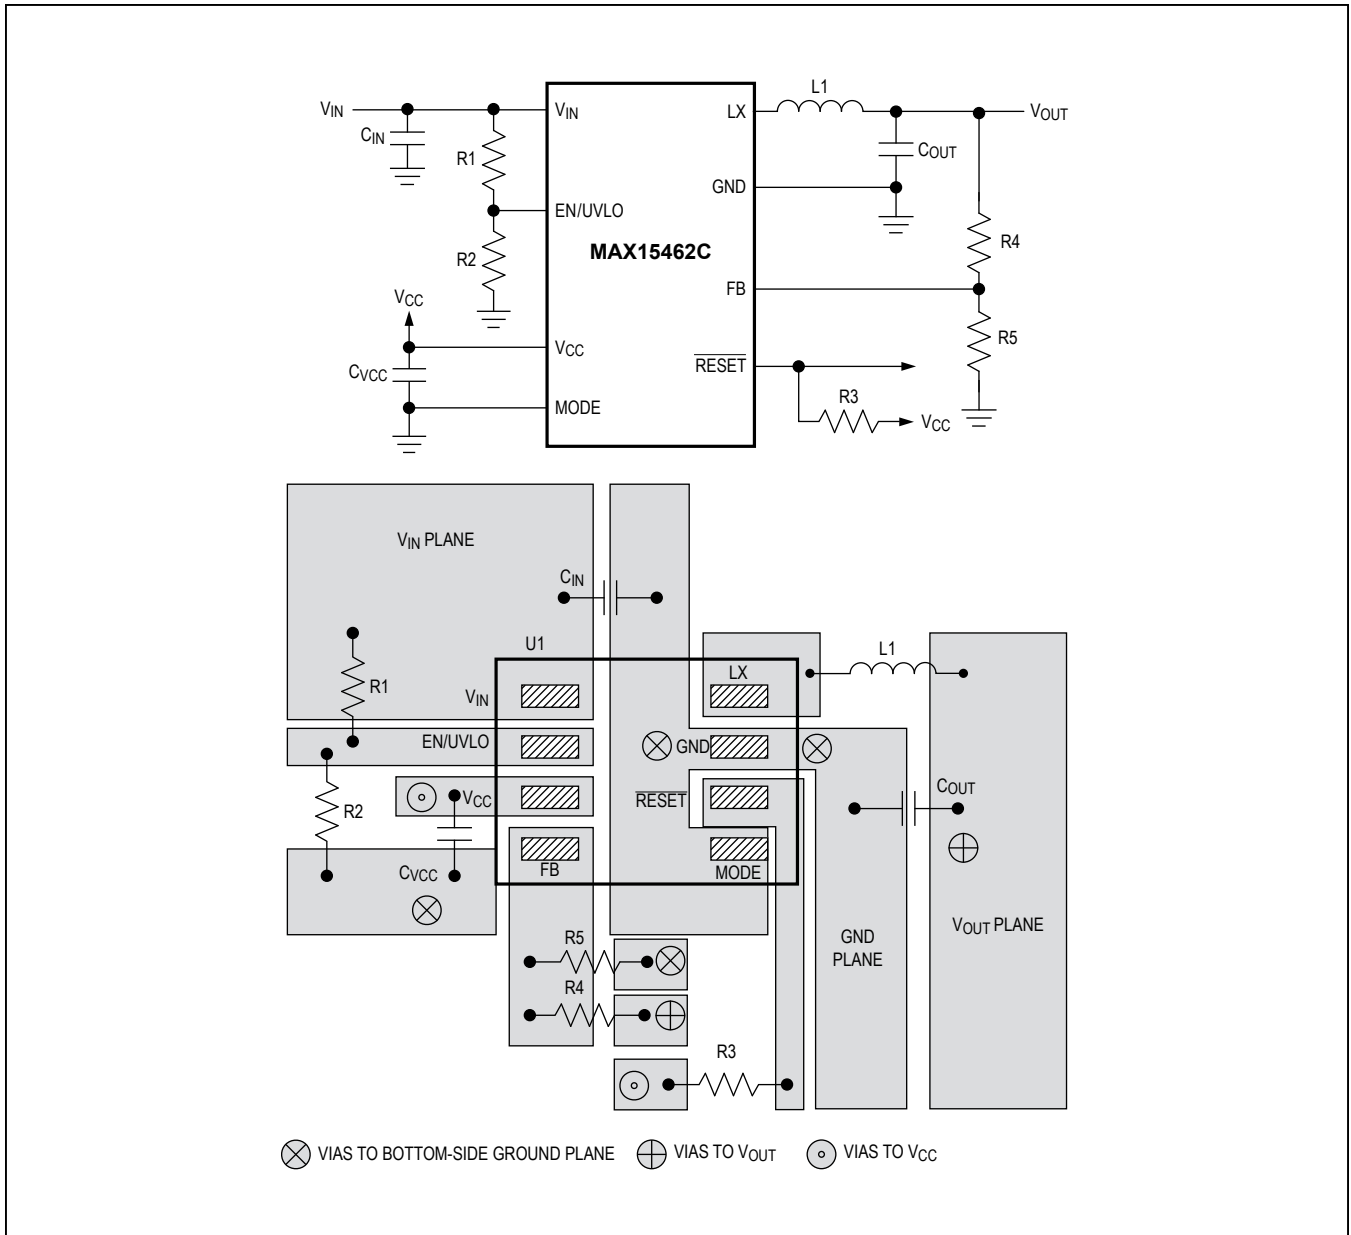 L1
VIN
VIN
LX
VOUT
CIN
R1
COUT
GND
EN/UVLO
R4
MAX15462C
R2
FB
VCC
R5
VCC
RESET
CVCC
R3
MODE
VCC
VIN PLANE
CIN
U1
L1
LX
R1
VIN
EN/UVLO
GND
COUT
VCC
RESET
R2
CVCC
FB
MODE
VOUT PLANE
R5
GND
PLANE
R4
R3
VIAS TO BOTTOM-SIDE GROUND PLANE
VIAS TO VOUT
VIAS TO VCC